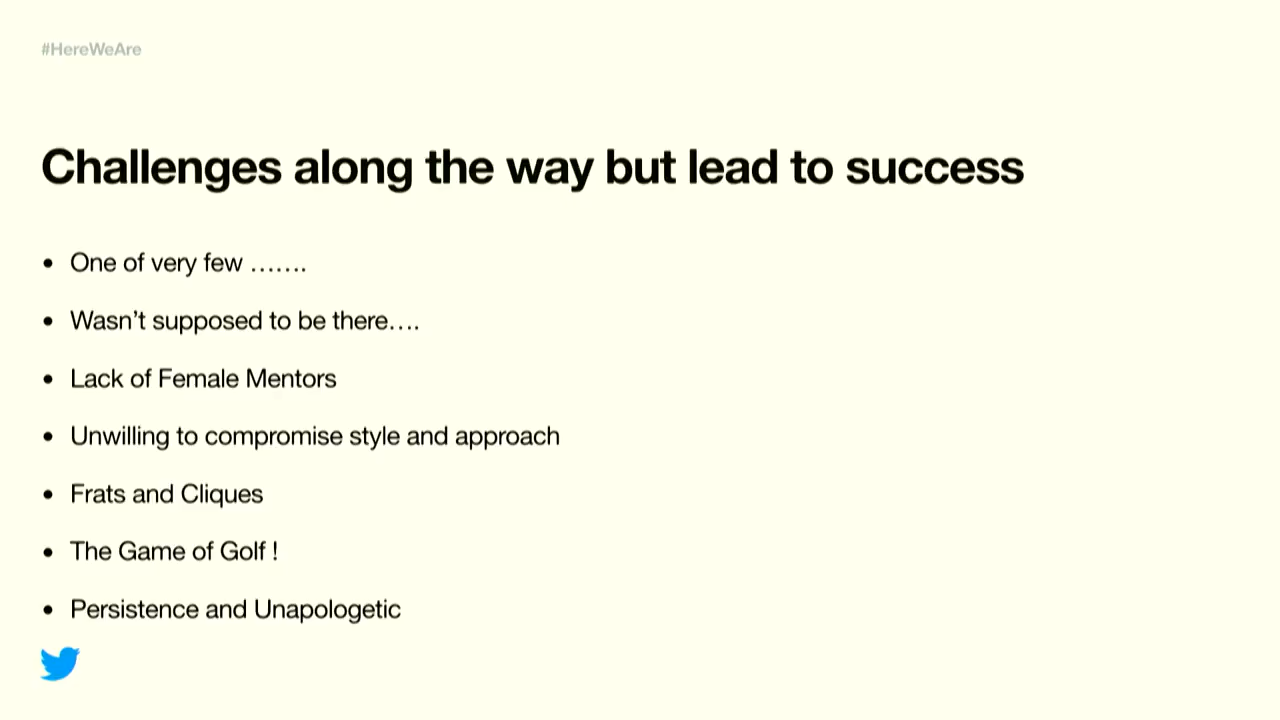 #HereWeAre
Challenges along the way but lead to success
• One of very few …….
• Wasn’t supposed to be there….
• Lack of Female Mentors
• Unwilling to compromise style and approach
• Frats and Cliques
• The Game of Golf !
• Persistence and Unapologetic